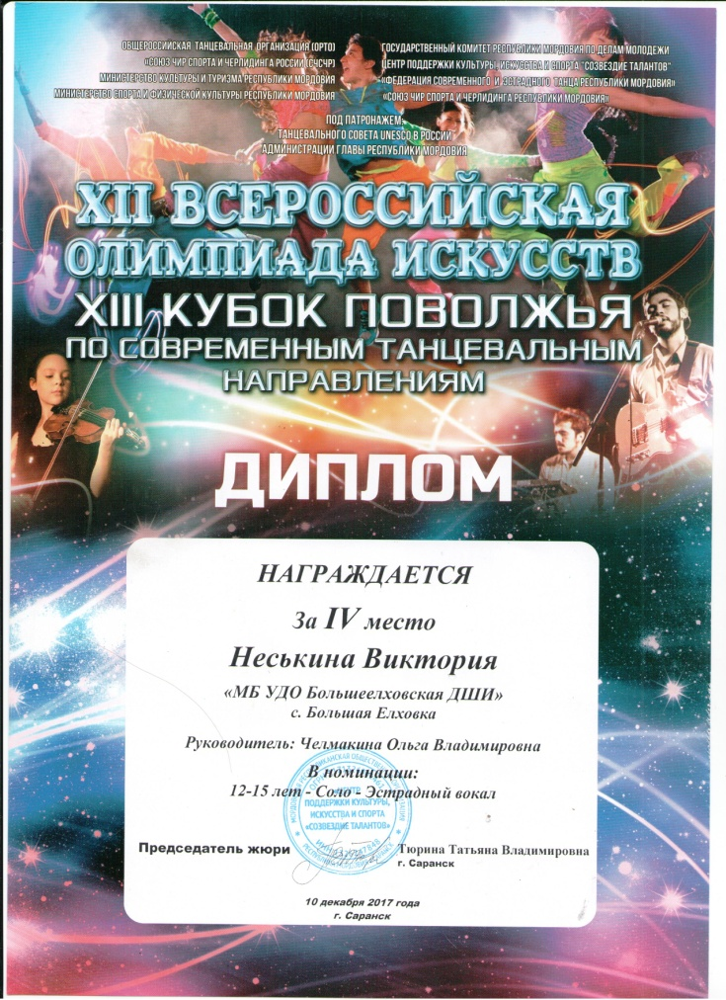 ОБЩЕРОССИЙСКАЯ ТАНЦЕВАЛЬНАЯ ОРГАНИЗАЦИЯ (ОРТО)
«СОЮЗ ЧИР СПОРТА И ЧЕРЛИДИНГА РОССИИ (СЧСЧР)
МИНИСТЕРСТВО КУЛЬТУРЫ И ТУРИЗМА РЕСПУБЛИКИ МОРДОВИЯ
МИНИСТЕРСТВО СПОРТА И ФИЗИЧЕСКОЙ КУЛЬТУРЫ РЕСПУБЛИКИ МОРДОВИЯ
ГОСУДАРСТВЕННЫЙ КОМИТЕТ РЕСПУБЛИКИ МОРДОВИЯ ПО ДЕЛАМ МОЛОДЕЖИ
ЦЕНТР ПОДДЕРЖКИ КУЛЬТУРЫ, ИСКУССТВА И СПОРТА "СОЗВЕЗДИЕ ТАЛАНТОВ"
«ФЕДЕРАЦИЯ СОВРЕМЕННОГО И ЭСТРАДНОГО ТАНЦА РЕСПУБЛИКИ МОРДОВИЯ»
«СОЮЗ ЧИР СПОРТА И ЧЕРЛИДИНГА РЕСПУБЛИКИ МОРДОВИЯ»
ПОД ПАТРОНАЖЕМ:
ТАНЦЕВАЛЬНОГО СОВЕТА UNESCO В РОССИИ
АДМИНИСТРАЦИИ ГЛАВЫ РЕСПУБЛИКИ МОРДОВИЯ
XII ВСЕРОССИЙСКАЯ
ОЛИМПИАДА ИСКУССТВ
XIII КУБОК ПОВОЛЖЬЯ
ПО СОВРЕМЕННЫМ ТАНЦЕВАЛЬНЫМ
НАПРАВЛЕНИЯМ
ДИПЛОМ
НАГРАЖДАЕТСЯ
За IV место
Неськина Виктория
«МБ УДО Большеелховская ДШИ»
с. Большая Елховка
Руководитель: Челмакина Ольга Владимировна
В номинации:
12-15 лет - Соло - Эстрадный вокал
ЦЕНТР
ПОДДЕРЖКИ КУЛЬТУРЫ,
ИСКУССТВА И СПОРТА
«СОЗВЕЗДИЕ ТАЛАНТОВ»
Председатель жюри
Тюрина Татьяна Владимировна
г. Саранск
10 декабря 2017 года
г. Саранск